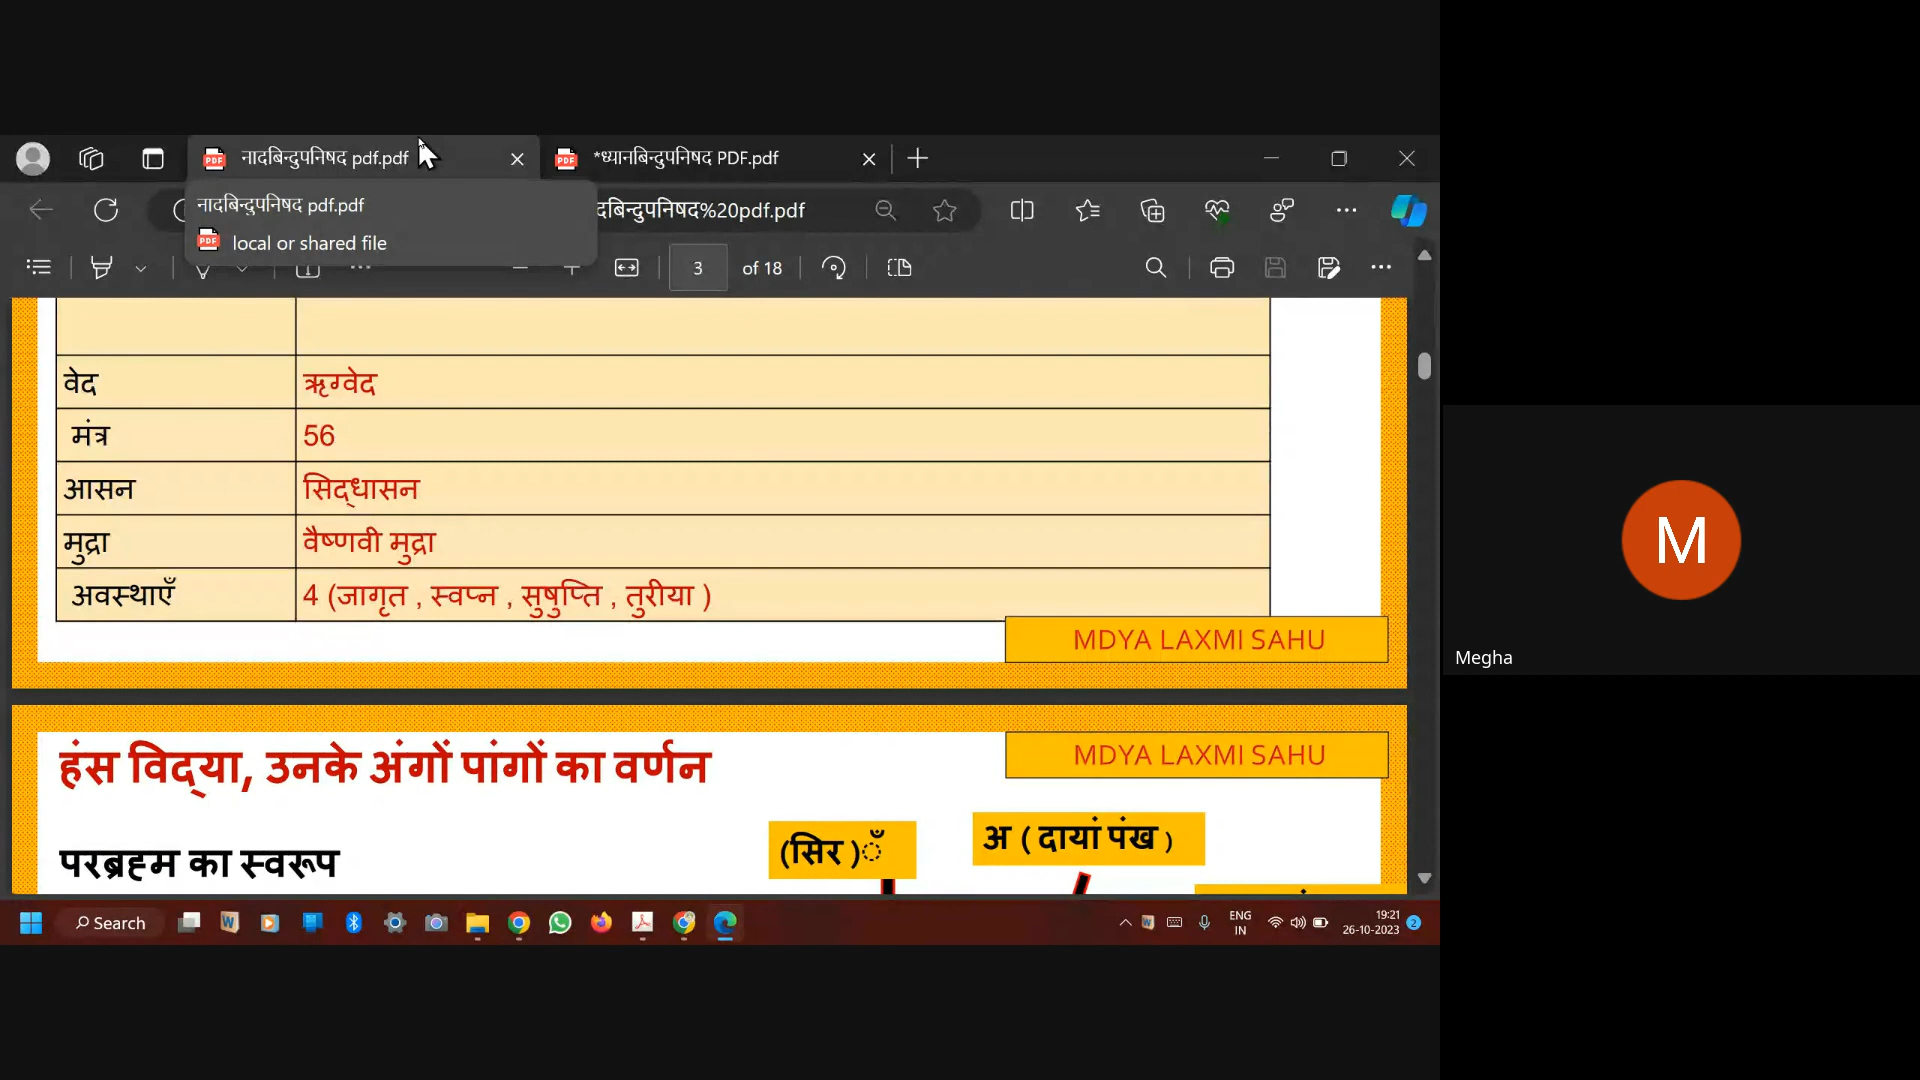 नादबिन्दुपनिषद pdf.pdf
*ध्यानबिन्दुपनिषद PDF.pdf
नादबिन्दुपनिषद pdf.pdf
दबिन्दुपनिषद%20pdf.pdf
PDF local or shared file
3 of 18
वेद ऋग्वेद
मंत्र 56
आसन सिद्धासन
मुद्रा वैष्णवी मुद्रा
अवस्थाएँ 4 (जागृत , स्वप्न , सुषुप्ति , तुरीया )
MDYA LAXMI SAHU
हंस विद्या, उनके अंगों पांगों का वर्णन
MDYA LAXMI SAHU
परब्रह्म का स्वरूप
(सिर )ँ
अ ( दायां पंख )
Search
ENG
IN
19:21
26-10-2023
2
M
Megha